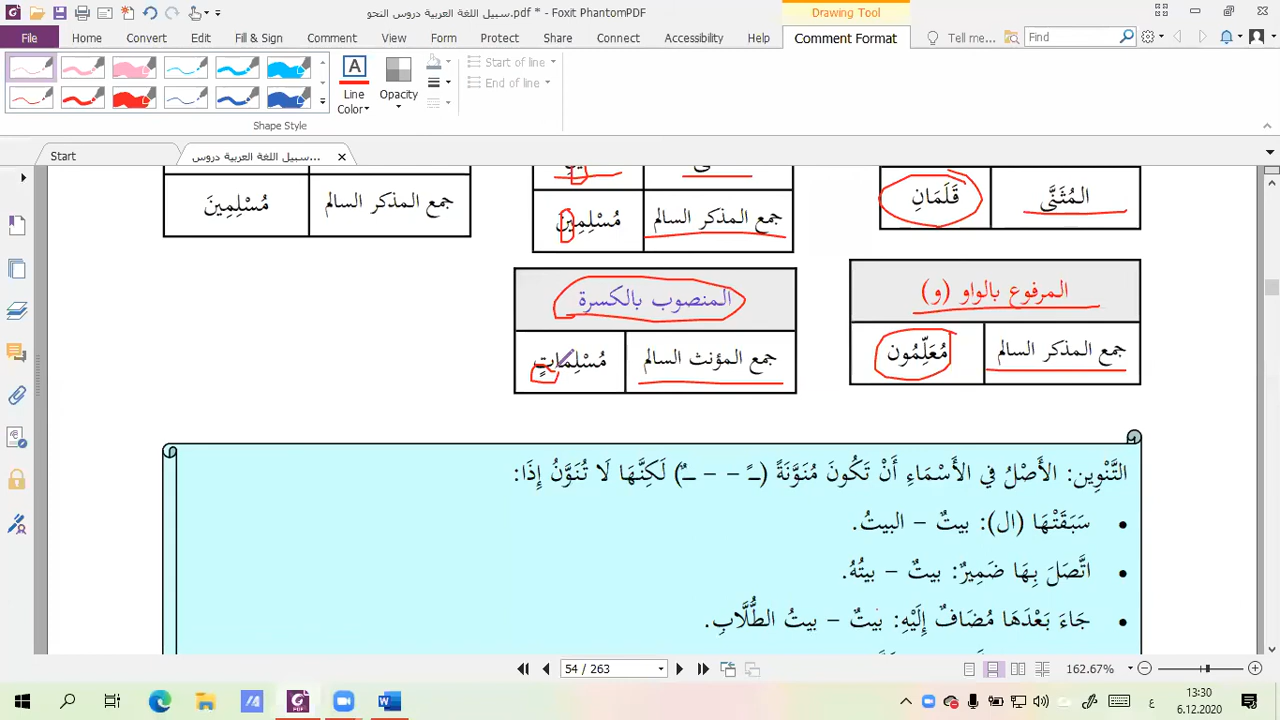 سبيل اللغة العربية دروس النحو.pdf * - Foxit PhantomPDF
Drawing Tool
File Home Convert Edit Fill & Sign Comment View Form Protect Share Connect Accessibility Help Comment Format Tell me... Find
Line Color
Opacity
Start of line
End of line
Shape Style
Start
سبيل اللغة العربية دروس...
المُثَنَّى قَلَمَانِ
جمع المذكر السالم مُسْلِمِينَ
جمع المذكر السالم مُسْلِمِينَ
المرفوع بالواو (و)
جمع المذكر السالم مُعَلِّمُون
المنصوب بالكسرة
جمع المؤنث السالم مُسْلِمَاتٍ
التَّنْوِين: الأَصْلُ في الأَسْمَاءِ أَنْ تَكُونَ مُنَوَّنَةً (ـً – – ـٌ) لَكِنَّهَا لَا تُنَوَّنُ إِذَا:
• سَبَقَتْهَا (ال): بيتٌ – البيتُ.
• اتَّصَلَ بِهَا ضَمِيرٌ: بيتٌ – بيتُهُ.
• جَاءَ بَعْدَهَا مُضَافٌ إِلَيْهِ: بيتٌ – بيتُ الطُّلَّابِ.
54 / 263
162.67%
13:30
6.12.2020
ع